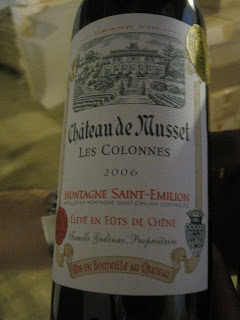 GRAND VIN
Château de Musset
LES COLONNES
2006
MONTAGNE SAINT-EMILION
APPELLATION MONTAGNE SAINT-EMILION CONTRÔLÉE
ÉLEVÉ EN FÛTS DE CHÊNE
Famille Propriétaire
MIS EN BOUTEILLE AU CHÂTEAU